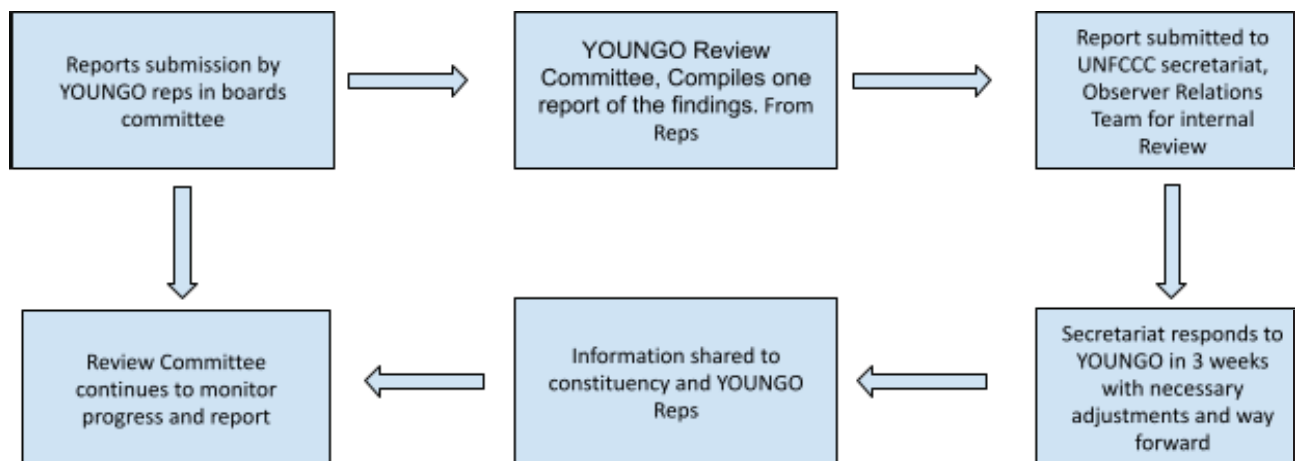 Reports submission by
YOUNGO reps in boards
committee
YOUNGO Review
Committee, Compiles one
report of the findings. From
Reps
Report submitted to
UNFCCC secretariat,
Observer Relations
Team for internal
Review
Review Committee
continues to monitor
progress and report
Information shared to
constituency and YOUNGO
Reps
Secretariat responds to
YOUNGO in 3 weeks
with necessary
adjustments and way
forward